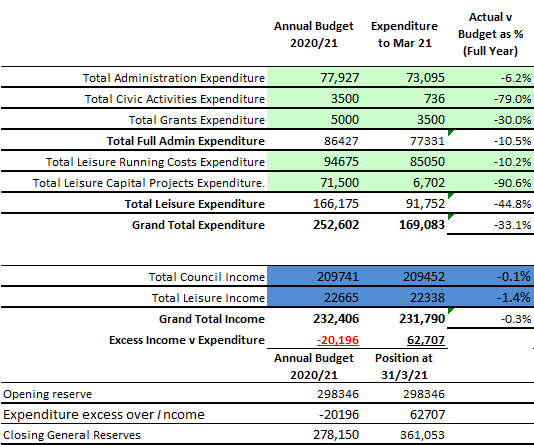 Annual Budget 2020/21 Expenditure to Mar 21 Actual v Budget as % (Full Year)
Total Administration Expenditure 77,927 73,095 -6.2%
Total Civic Activities Expenditure 3500 736 -79.0%
Total Grants Expenditure 5000 3500 -30.0%
Total Full Admin Expenditure 86427 77331 -10.5%
Total Leisure Running Costs Expenditure 94675 85050 -10.2%
Total Leisure Capital Projects Expenditure. 71,500 6,702 -90.6%
Total Leisure Expenditure 166,175 91,752 -44.8%
Grand Total Expenditure 252,602 169,083 -33.1%
Total Council Income 209741 209452 -0.1%
Total Leisure Income 22665 22338 -1.4%
Grand Total Income 232,406 231,790 -0.3%
Excess Income v Expenditure -20,196 62,707
Annual Budget 2020/21 Position at 31/3/21
Opening reserve 298346 298346
Expenditure excess over Income -20196 62707
Closing General Reserves 278,150 361,053